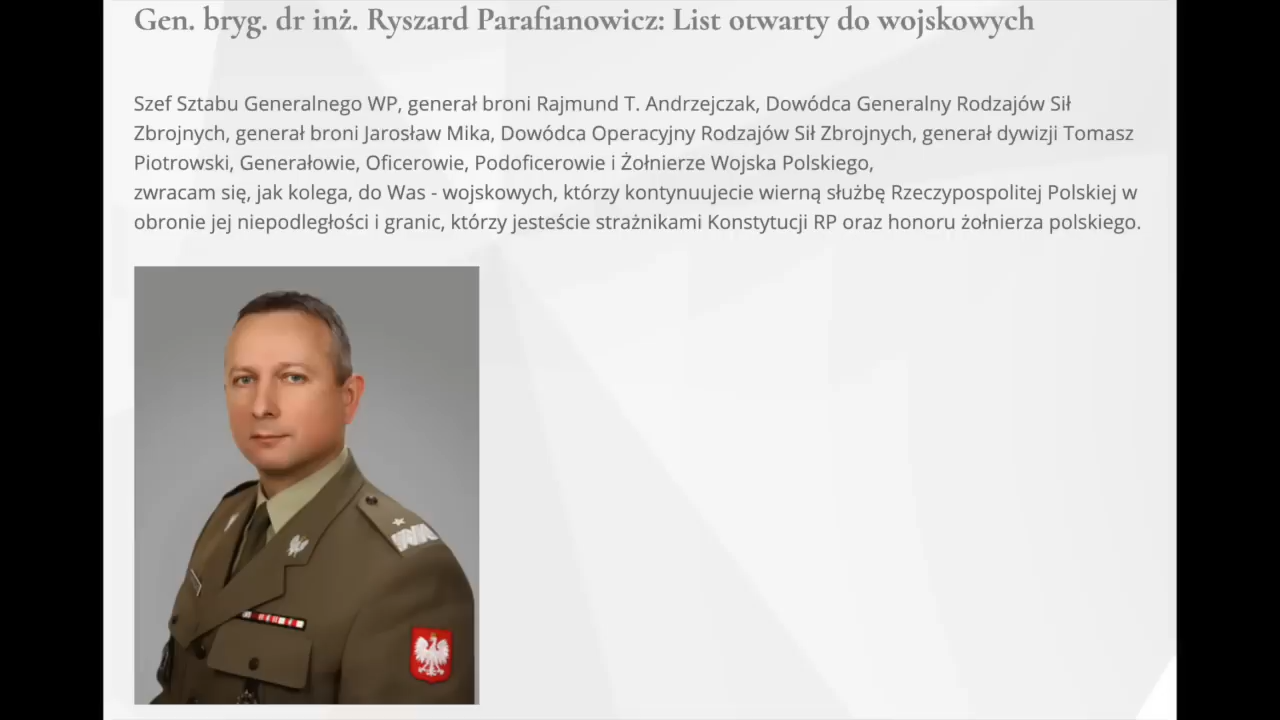 Gen. bryg. dr inż. Ryszard Parafianowicz: List otwarty do wojskowych
Szef Sztabu Generalnego WP, generał broni Rajmund T. Andrzejczak, Dowódca Generalny Rodzajów Sił
Zbrojnych, generał broni Jarosław Mika, Dowódca Operacyjny Rodzajów Sił Zbrojnych, generał dywizji Tomasz
Piotrowski, Generałowie, Oficerowie, Podoficerowie i Żołnierze Wojska Polskiego,
zwracam się, jak kolega, do Was - wojskowych, którzy kontynuujecie wierną służbę Rzeczypospolitej Polskiej w
obronie jej niepodległości i granic, którzy jesteście strażnikami Konstytucji RP oraz honoru żołnierza polskiego.